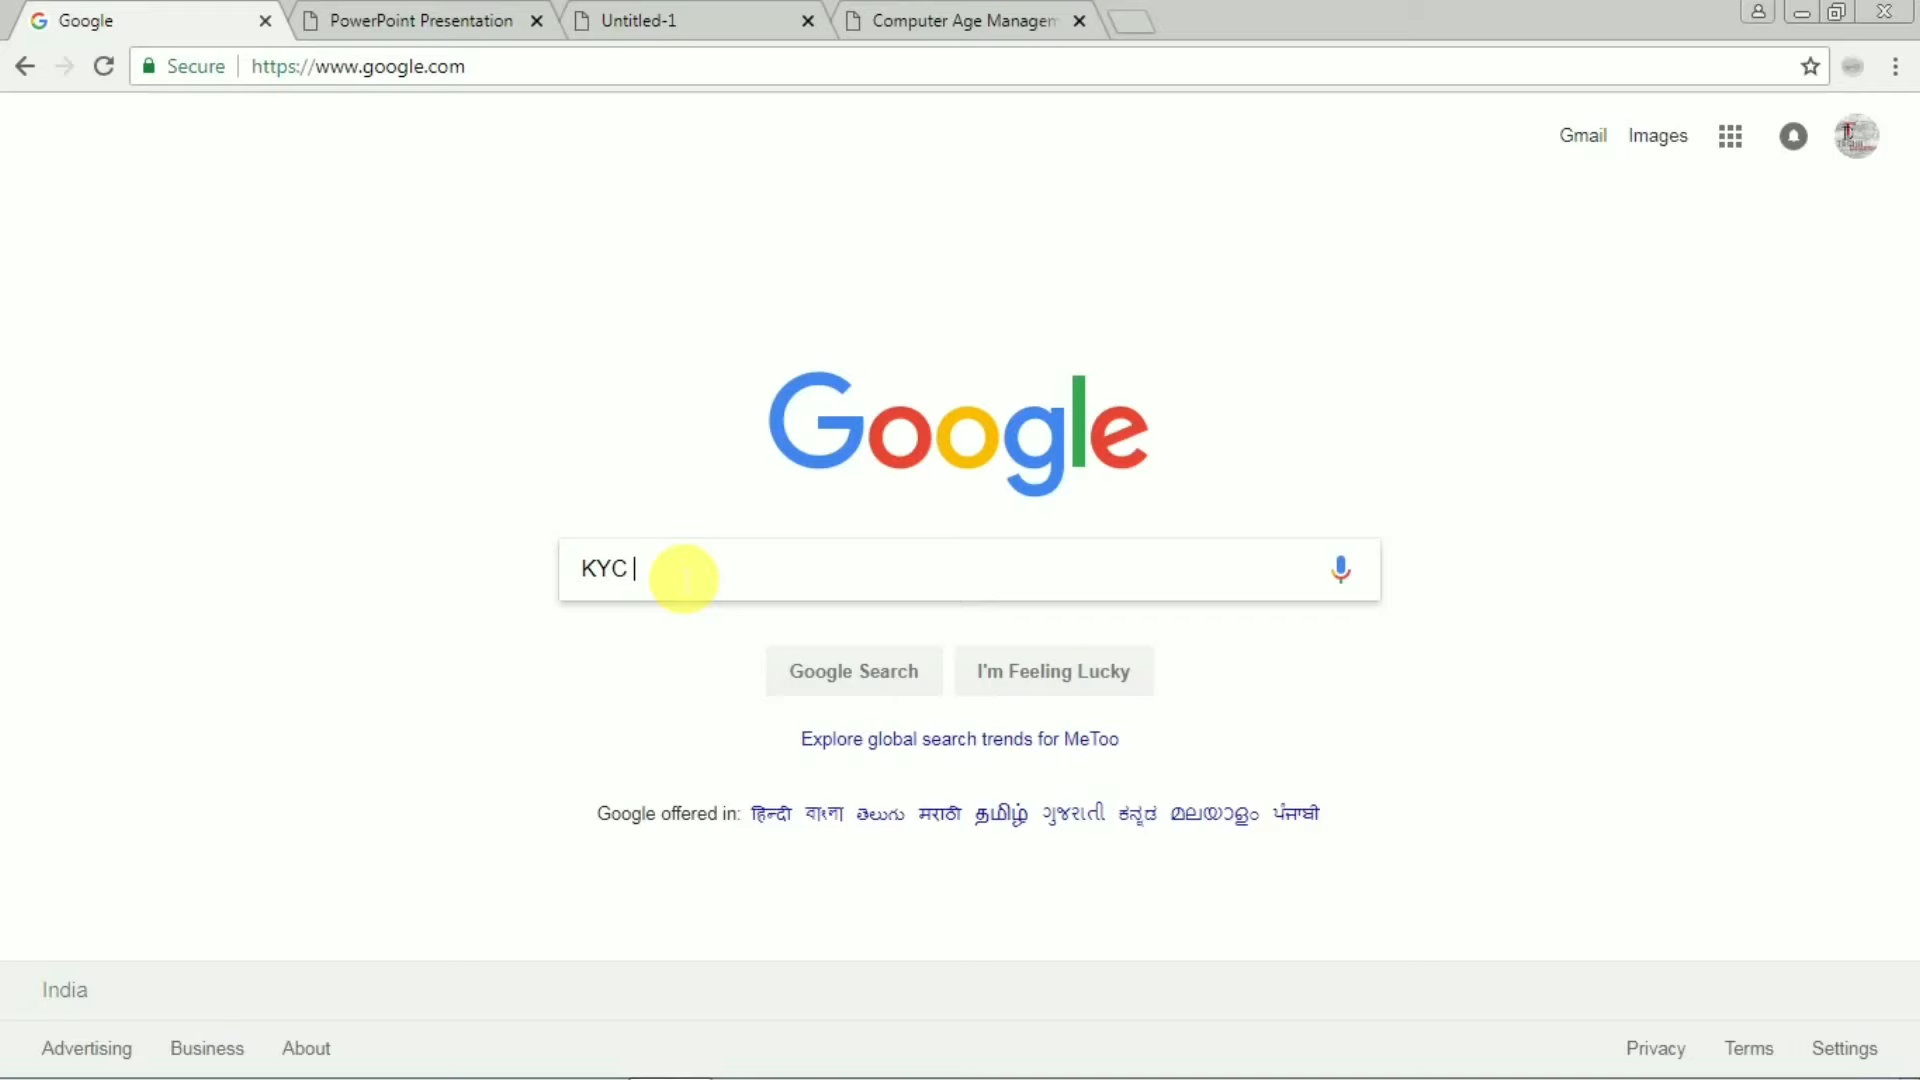 Google
PowerPoint Presentation
Untitled-1
Computer Age Managem
Secure
https://www.google.com
Gmail
Images
Google
KYC
Google Search
I'm Feeling Lucky
Explore global search trends for MeToo
Google offered in: हिन्दी বাংলা తెలుగు मराठी தமிழ் ગુજરાતી ಕನ್ನಡ മലയാളം ਪੰਜਾਬੀ
India
Advertising Business About Privacy Terms Settings